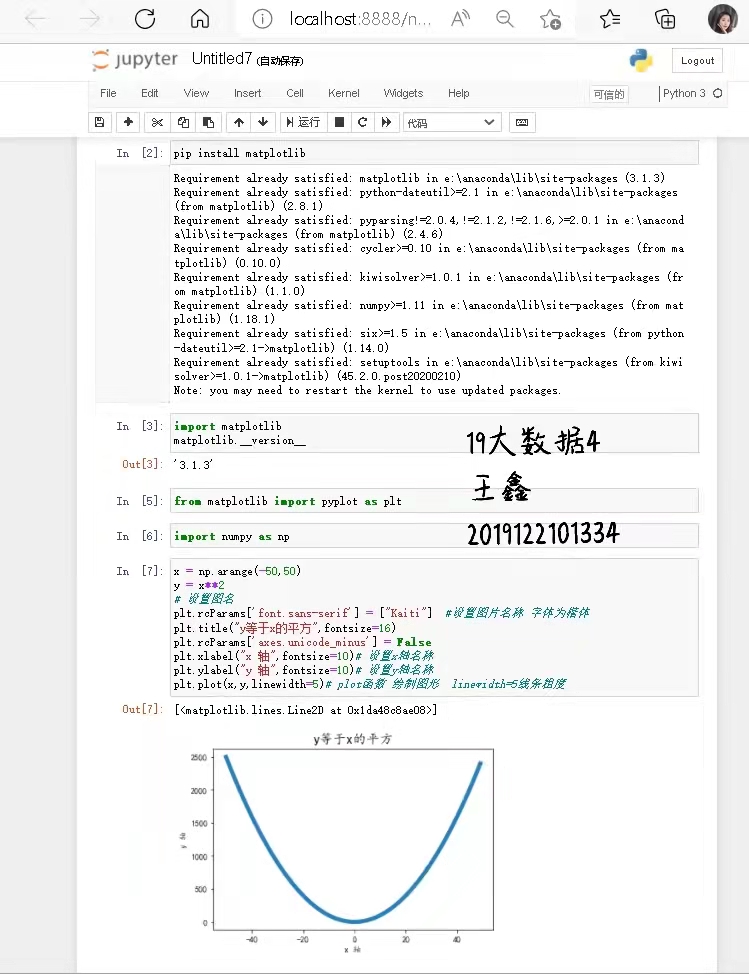 localhost:8888/n...
jupyter Untitled7 (自动保存)
Logout
File Edit View Insert Cell Kernel Widgets Help 可信的 Python 3
运行 代码
In [2]: pip install matplotlib
Requirement already satisfied: matplotlib in e:\anaconda\lib\site-packages (3.1.3)
Requirement already satisfied: python-dateutil>=2.1 in e:\anaconda\lib\site-packages
(from matplotlib) (2.8.1)
Requirement already satisfied: pyparsing!=2.0.4,!=2.1.2,!=2.1.6,>=2.0.1 in e:\anacond
a\lib\site-packages (from matplotlib) (2.4.6)
Requirement already satisfied: cycler>=0.10 in e:\anaconda\lib\site-packages (from ma
tplotlib) (0.10.0)
Requirement already satisfied: kiwisolver>=1.0.1 in e:\anaconda\lib\site-packages (fr
om matplotlib) (1.1.0)
Requirement already satisfied: numpy>=1.11 in e:\anaconda\lib\site-packages (from mat
plotlib) (1.18.1)
Requirement already satisfied: six>=1.5 in e:\anaconda\lib\site-packages (from python
-dateutil>=2.1->matplotlib) (1.14.0)
Requirement already satisfied: setuptools in e:\anaconda\lib\site-packages (from kiwi
solver>=1.0.1->matplotlib) (45.2.0.post20200210)
Note: you may need to restart the kernel to use updated packages.
In [3]: import matplotlib
matplotlib.__version__
19大数据4
Out[3]: '3.1.3'
王鑫
In [5]: from matplotlib import pyplot as plt
In [6]: import numpy as np
2019122101334
In [7]: x = np.arange(-50,50)
y = x**2
# 设置图名
plt.rcParams['font.sans-serif'] = ["Kaiti"] #设置图片名称 字体为楷体
plt.title("y等于x的平方",fontsize=16)
plt.rcParams['axes.unicode_minus'] = False
plt.xlabel("x 轴",fontsize=10)# 设置x轴名称
plt.ylabel("y 轴",fontsize=10)# 设置y轴名称
plt.plot(x,y,linewidth=5)# plot函数 绘制图形 linewidth=5线条粗度
Out[7]: [<matplotlib.lines.Line2D at 0x1da48c8ae08>]
y等于x的平方
2500
2000
1500
1000
500
0
y 轴
-40 -20 0 20 40
x 轴